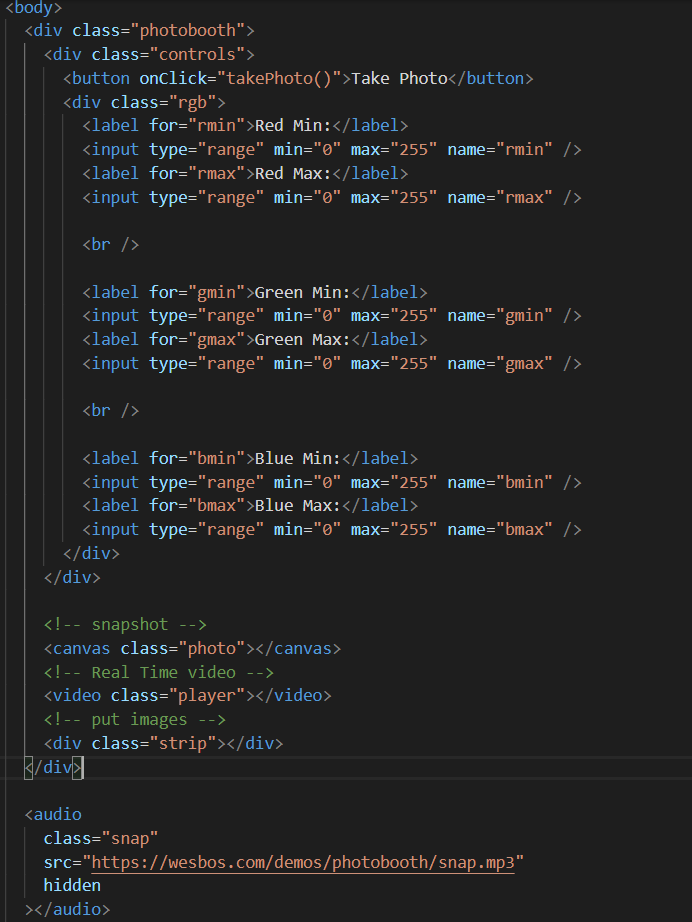 <body>
<div class="photobooth">
<div class="controls">
<button onClick="takePhoto()">Take Photo</button>
<div class="rgb">
<label for="rmin">Red Min:</label>
<input type="range" min="0" max="255" name="rmin" />
<label for="rmax">Red Max:</label>
<input type="range" min="0" max="255" name="rmax" />
<br />
<label for="gmin">Green Min:</label>
<input type="range" min="0" max="255" name="gmin" />
<label for="gmax">Green Max:</label>
<input type="range" min="0" max="255" name="gmax" />
<br />
<label for="bmin">Blue Min:</label>
<input type="range" min="0" max="255" name="bmin" />
<label for="bmax">Blue Max:</label>
<input type="range" min="0" max="255" name="bmax" />
</div>
</div>
<!-- snapshot -->
<canvas class="photo"></canvas>
<!-- Real Time video -->
<video class="player"></video>
<!-- put images -->
<div class="strip"></div>
</div>
<audio
class="snap"
src="https://wesbos.com/demos/photobooth/snap.mp3"
hidden
></audio>